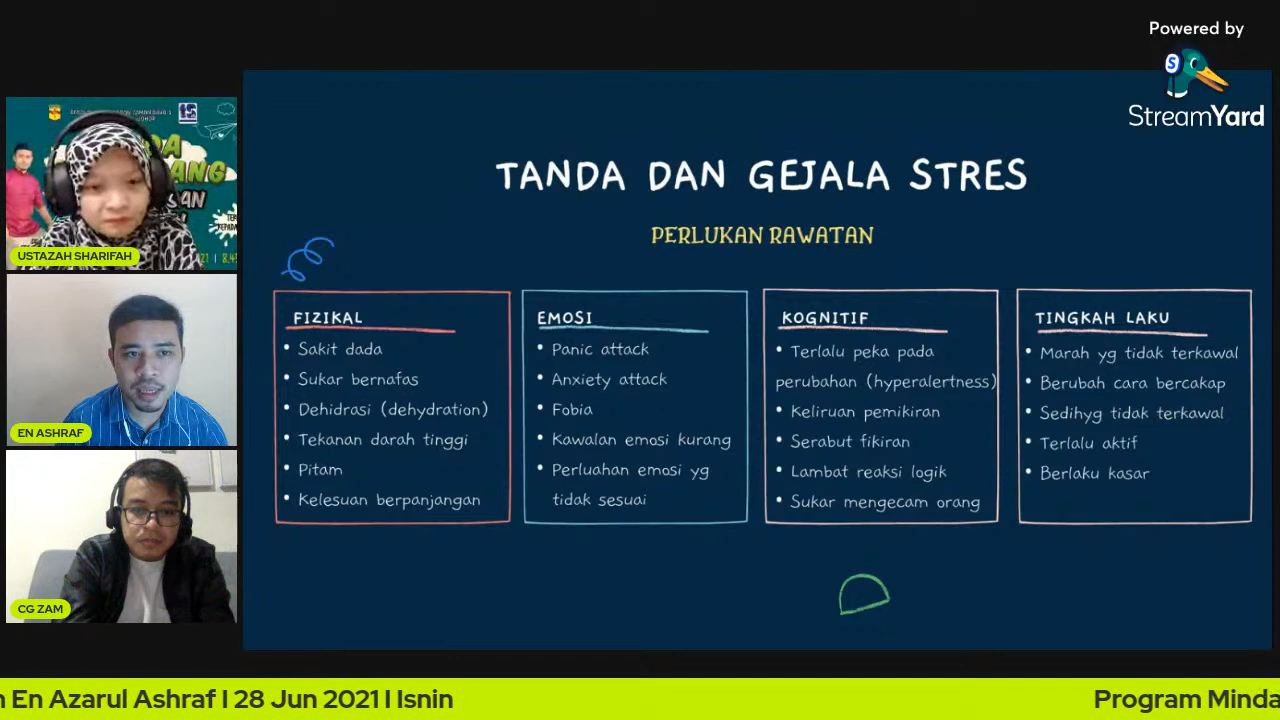 Powered by
StreamYard
TANDA DAN GEJALA STRES
PERLUKAN RAWATAN
FIZIKAL
• Sakit dada
• Sukar bernafas
• Dehidrasi (dehydration)
• Tekanan darah tinggi
• Pitam
• Kelesuan berpanjangan
EMOSI
• Panic attack
• Anxiety attack
• Fobia
• Kawalan emosi kurang
• Perluahan emosi yg
tidak sesuai
KOGNITIF
• Terlalu peka pada
perubahan (hyperalertness)
• Keliruan pemikiran
• Serabut fikiran
• Lambat reaksi logik
• Sukar mengecam orang
TINGKAH LAKU
• Marah yg tidak terkawal
• Berubah cara bercakap
• Sedihyg tidak terkawal
• Terlalu aktif
• Berlaku kasar
USTAZAH SHARIFAH
EN ASHRAF
CG ZAM
n En Azarul Ashraf I 28 Jun 2021 I Isnin
Program Minda